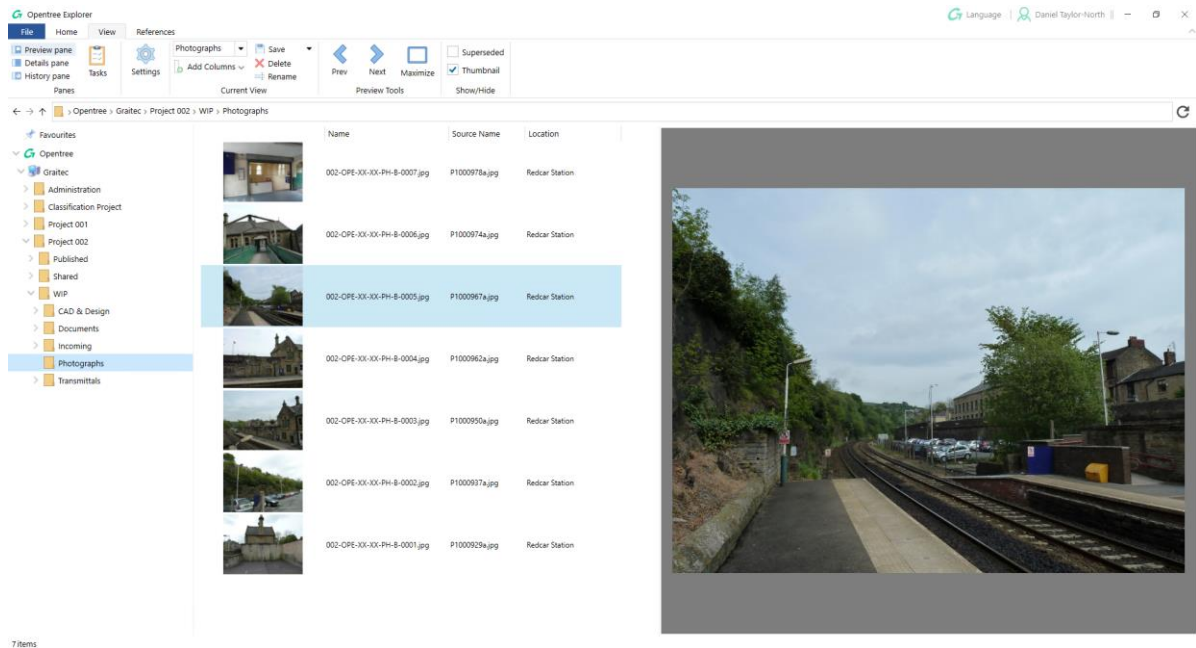 Opentree Explorer
Language | Daniel Taylor-North
File Home View References
Preview pane
Details pane
History pane
Panes
Tasks
Settings
Photographs
Add Columns
Save
Delete
Rename
Current View
Prev Next Maximize
Preview Tools
Superseded
Thumbnail
Show/Hide
Opentree › Graitec › Project 002 › WIP › Photographs
Favourites
Opentree
Graitec
Administration
Classification Project
Project 001
Project 002
Published
Shared
WIP
CAD & Design
Documents
Incoming
Photographs
Transmittals
Name Source Name Location
002-OPE-XX-XX-PH-B-0007.jpg P1000978a.jpg Redcar Station
002-OPE-XX-XX-PH-B-0006.jpg P1000974a.jpg Redcar Station
002-OPE-XX-XX-PH-B-0005.jpg P1000967a.jpg Redcar Station
002-OPE-XX-XX-PH-B-0004.jpg P1000962a.jpg Redcar Station
002-OPE-XX-XX-PH-B-0003.jpg P1000950a.jpg Redcar Station
002-OPE-XX-XX-PH-B-0002.jpg P1000937a.jpg Redcar Station
002-OPE-XX-XX-PH-B-0001.jpg P1000929a.jpg Redcar Station
7 items